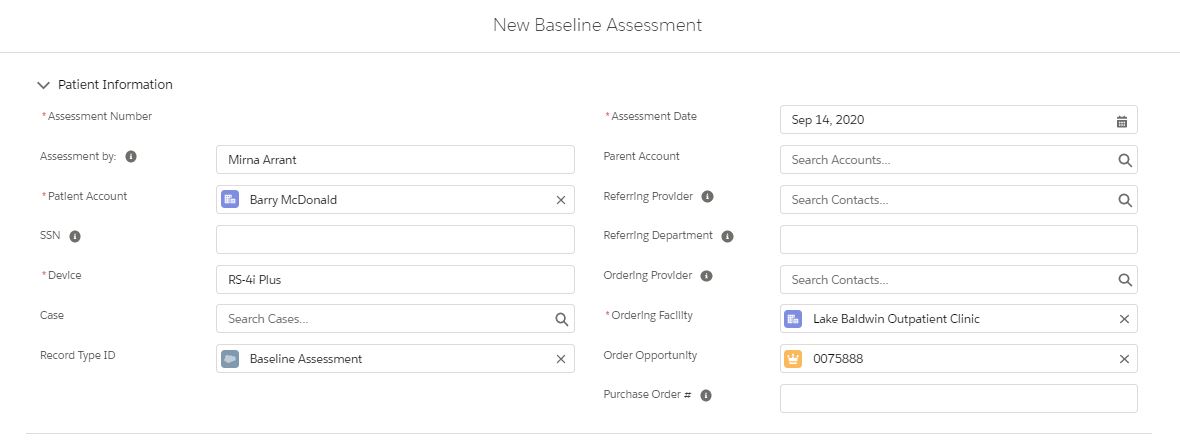 New Baseline Assessment
Patient Information
*Assessment Number
*Assessment Date
Sep 14, 2020
Assessment by:
Mirna Arrant
Parent Account
Search Accounts...
*Patient Account
Barry McDonald
Referring Provider
Search Contacts...
SSN
Referring Department
*Device
RS-4i Plus
Ordering Provider
Search Contacts...
Case
Search Cases...
*Ordering Facility
Lake Baldwin Outpatient Clinic
Record Type ID
Baseline Assessment
Order Opportunity
0075888
Purchase Order #